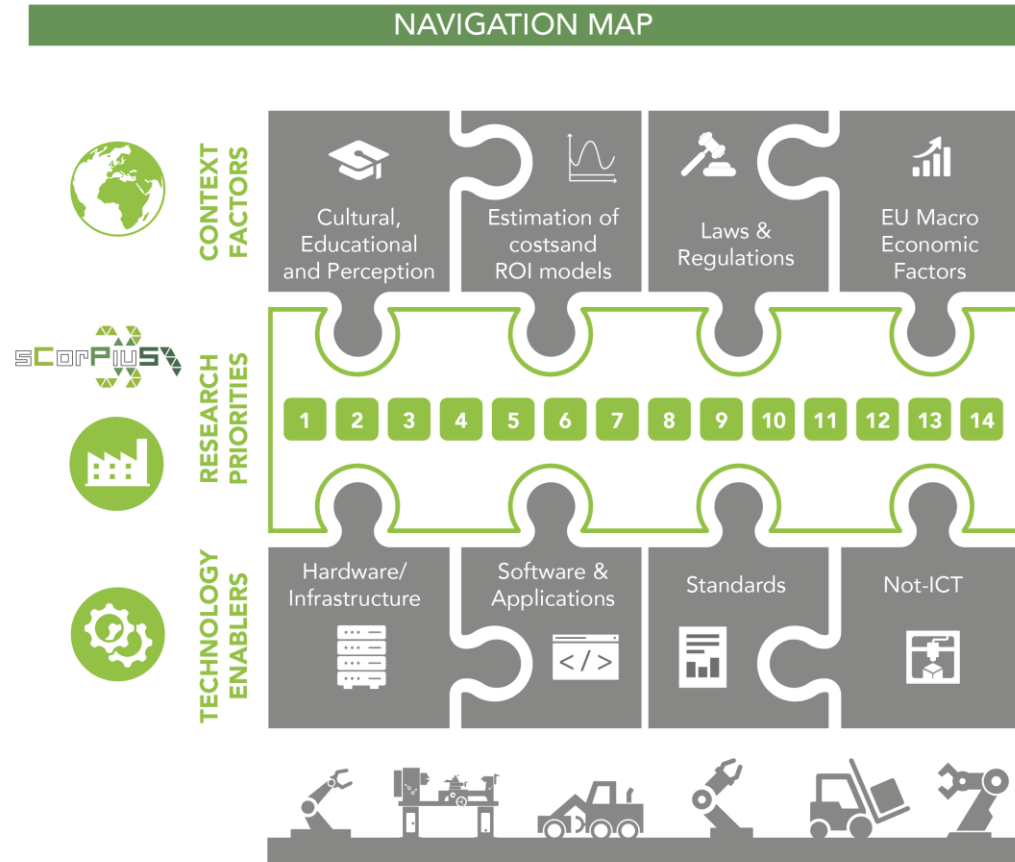 NAVIGATION MAP
CONTEXT
FACTORS
Cultural,
Educational
and Perception
Estimation of
costsand
ROI models
Laws &
Regulations
EU Macro
Economic
Factors
sCorPiuS
RESEARCH
PRIORITIES
1 2 3 4 5 6 7 8 9 10 11 12 13 14
TECHNOLOGY
ENABLERS
Hardware/
Infrastructure
Software &
Applications
</>
Standards
Not-ICT